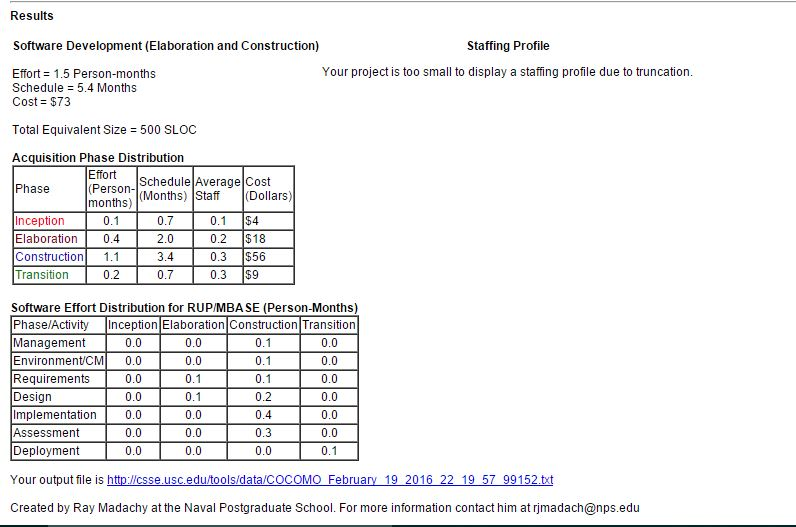 Results
Software Development (Elaboration and Construction)
Staffing Profile
Effort = 1.5 Person-months
Schedule = 5.4 Months
Cost = $73
Your project is too small to display a staffing profile due to truncation.
Total Equivalent Size = 500 SLOC
Acquisition Phase Distribution
Phase Effort (Person-months) Schedule (Months) Average Staff Cost (Dollars)
Inception 0.1 0.7 0.1 $4
Elaboration 0.4 2.0 0.2 $18
Construction 1.1 3.4 0.3 $56
Transition 0.2 0.7 0.3 $9
Software Effort Distribution for RUP/MBASE (Person-Months)
Phase/Activity Inception Elaboration Construction Transition
Management 0.0 0.0 0.1 0.0
Environment/CM 0.0 0.0 0.1 0.0
Requirements 0.0 0.1 0.1 0.0
Design 0.0 0.1 0.2 0.0
Implementation 0.0 0.0 0.4 0.0
Assessment 0.0 0.0 0.3 0.0
Deployment 0.0 0.0 0.0 0.1
Your output file is http://csse.usc.edu/tools/data/COCOMO_February_19_2016_22_19_57_99152.txt
Created by Ray Madachy at the Naval Postgraduate School. For more information contact him at rjmadach@nps.edu